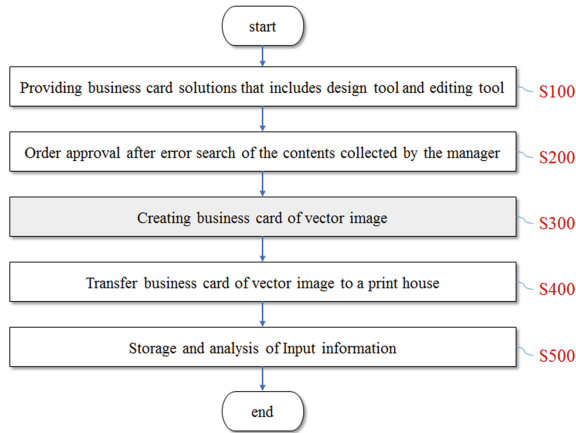 start
Providing business card solutions that includes design tool and editing tool
S100
Order approval after error search of the contents collected by the manager
S200
Creating business card of vector image
S300
Transfer business card of vector image to a print house
S400
Storage and analysis of Input information
S500
end